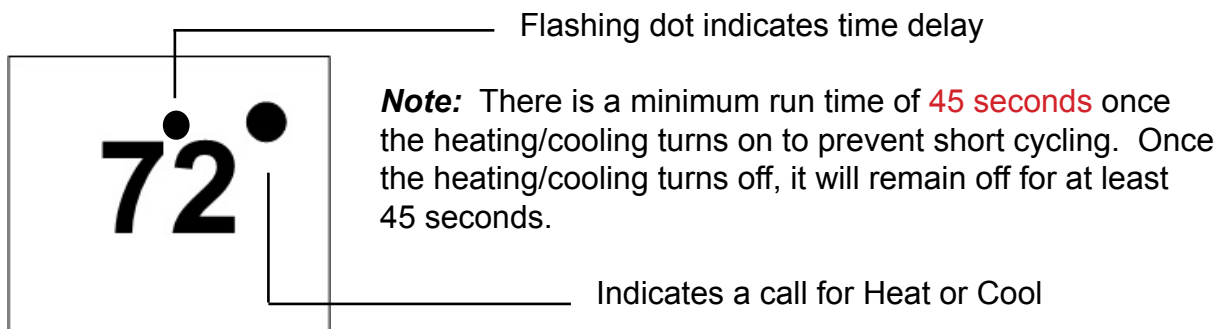 Flashing dot indicates time delay
72
Note: There is a minimum run time of 45 seconds once
the heating/cooling turns on to prevent short cycling. Once
the heating/cooling turns off, it will remain off for at least
45 seconds.
Indicates a call for Heat or Cool